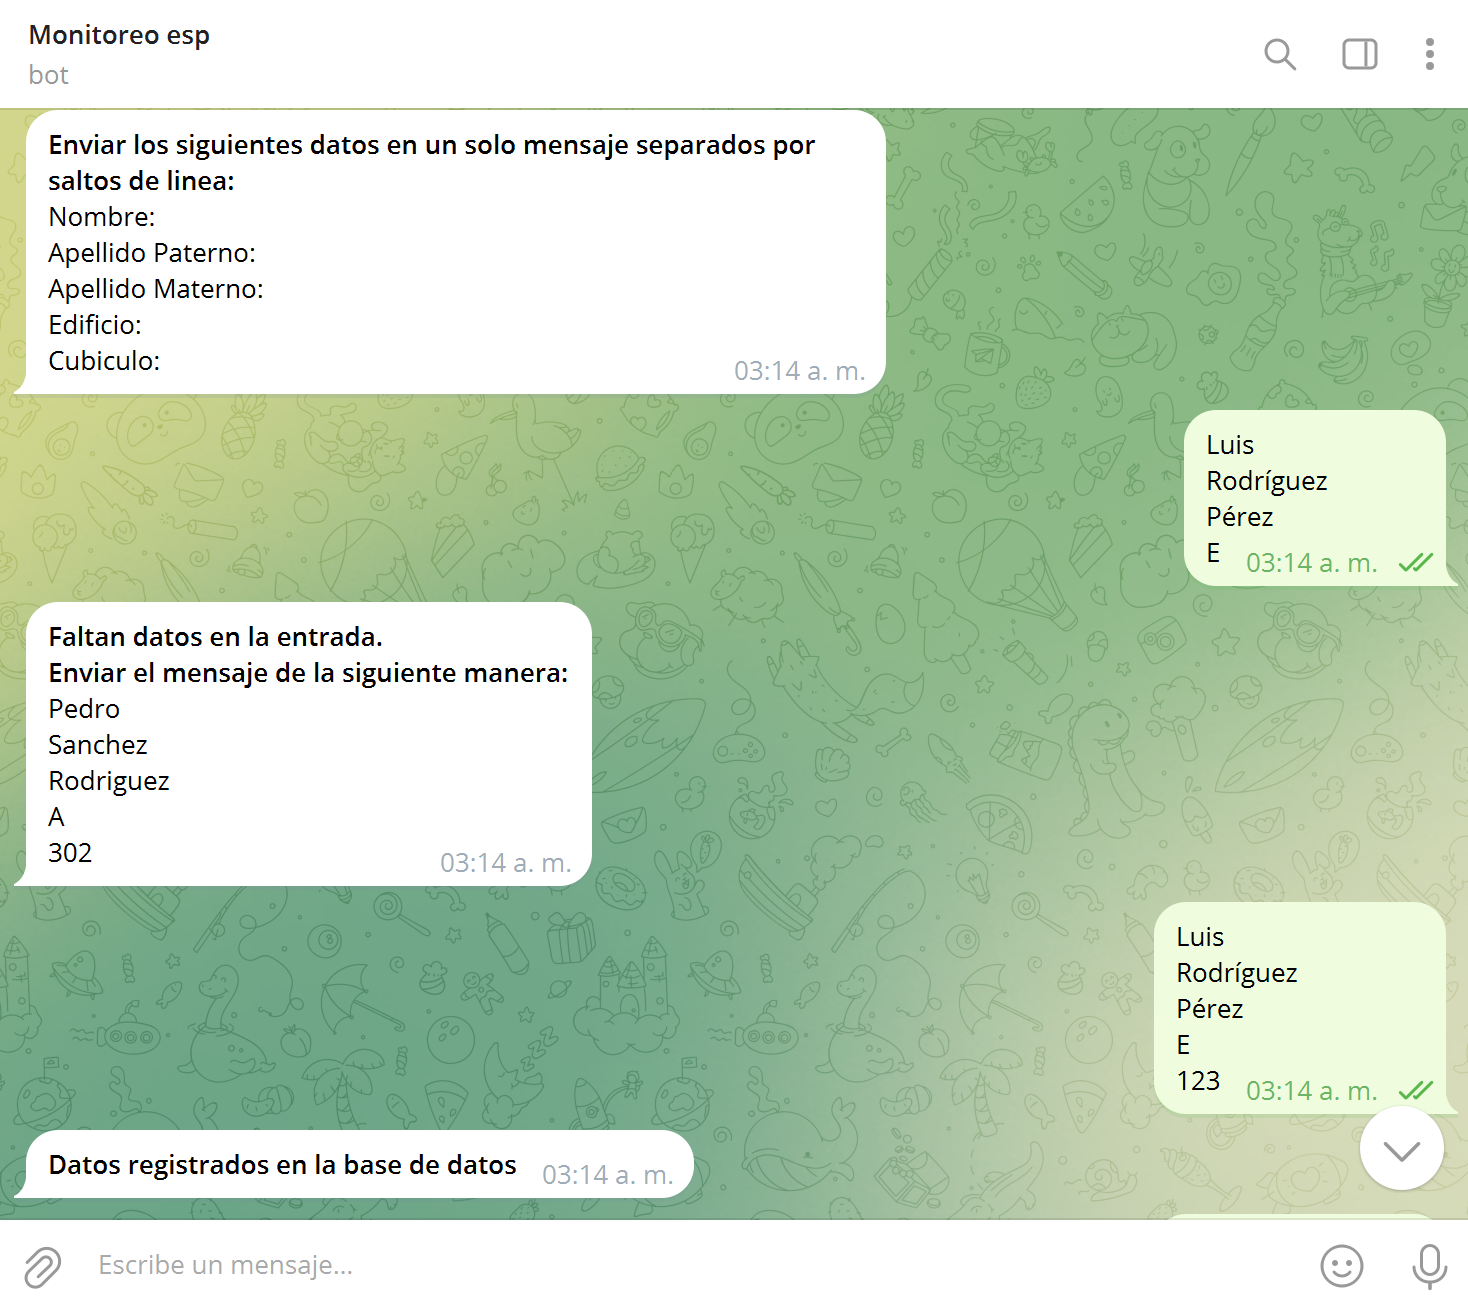 Monitoreo esp
bot
Enviar los siguientes datos en un solo mensaje separados por
saltos de linea:
Nombre:
Apellido Paterno:
Apellido Materno:
Edificio:
Cubiculo:
03:14 a. m.
Luis
Rodríguez
Pérez
E 03:14 a. m.
Faltan datos en la entrada.
Enviar el mensaje de la siguiente manera:
Pedro
Sanchez
Rodriguez
A
302
03:14 a. m.
Luis
Rodríguez
Pérez
E
123 03:14 a. m.
Datos registrados en la base de datos 03:14 a. m.
Escribe un mensaje...